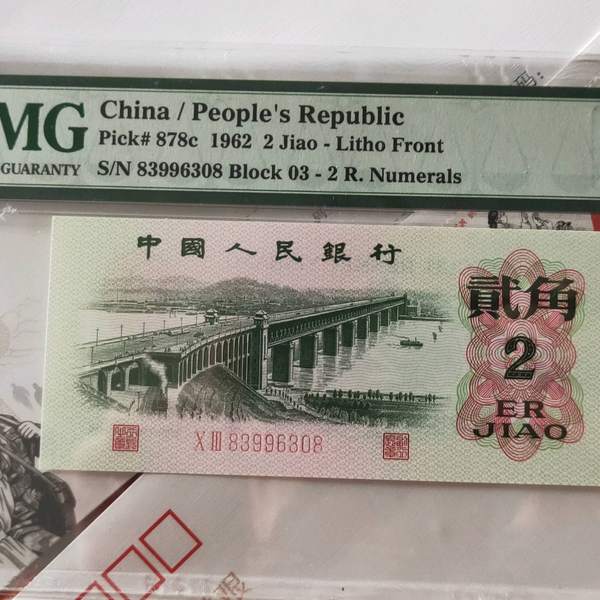 MG
China / People's Republic
Pick# 878c 1962 2 Jiao - Litho Front
GUARANTY
S/N 83996308 Block 03 - 2 R. Numerals
中國人民銀行
貳角
2
ER
JIAO
X III 83996308